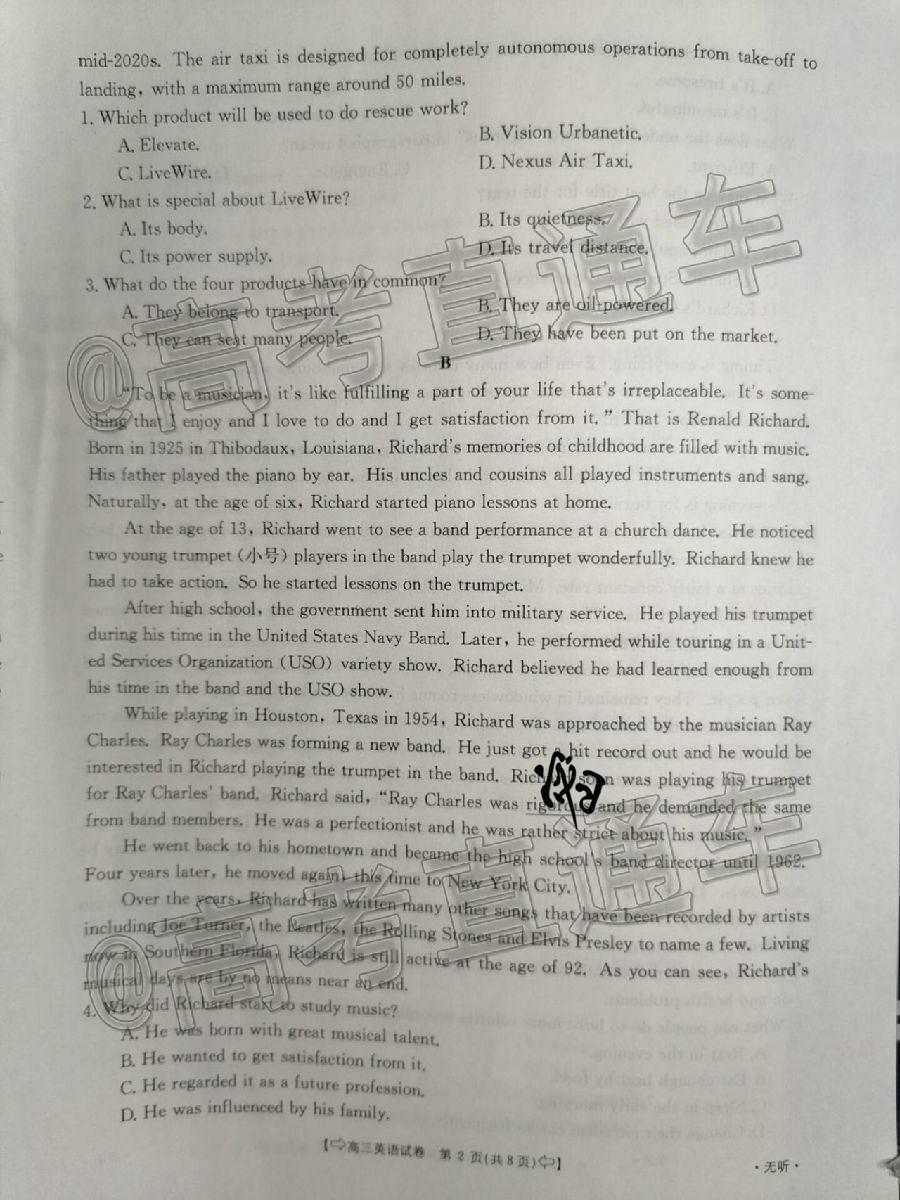 mid-2020s. The air taxi is designed for completely autonomous operations from take-off to
landing, with a maximum range around 50 miles.
1. Which product will be used to do rescue work?
A. Elevate.
B. Vision Urbanetic.
C. LiveWire.
D. Nexus Air Taxi.
2. What is special about LiveWire?
A. Its body.
B. Its quietness.
C. Its power supply.
D. Its travel distance.
3. What do the four products have in common?
A. They belong to transport.
B. They are oil-powered.
C. They can seat many people.
D. They have been put on the market.
B
"To be a musician, it's like fulfilling a part of your life that's irreplaceable. It's some-
thing that I enjoy and I love to do and I get satisfaction from it." That is Renald Richard.
Born in 1925 in Thibodaux, Louisiana, Richard's memories of childhood are filled with music.
His father played the piano by ear. His uncles and cousins all played instruments and sang.
Naturally, at the age of six, Richard started piano lessons at home.
At the age of 13, Richard went to see a band performance at a church dance. He noticed
two young trumpet (小号) players in the band play the trumpet wonderfully. Richard knew he
had to take action. So he started lessons on the trumpet.
After high school, the government sent him into military service. He played his trumpet
during his time in the United States Navy Band. Later, he performed while touring in a Unit-
ed Services Organization (USO) variety show. Richard believed he had learned enough from
his time in the band and the USO show.
While playing in Houston, Texas in 1954, Richard was approached by the musician Ray
Charles. Ray Charles was forming a new band. He just got a hit record out and he would be
interested in Richard playing the trumpet in the band. Richard soon was playing his trumpet
for Ray Charles' band. Richard said, "Ray Charles was rigorous and he demanded the same
from band members. He was a perfectionist and he was rather strict about his music."
He went back to his hometown and became the high school's band director until 1962.
Four years later, he moved again, this time to New York City.
Over the years, Richard has written many other songs that have been recorded by artists
including Joe Turner, the Beatles, the Rolling Stones and Elvis Presley to name a few. Living
now in Southern Florida, Richard is still active at the age of 92. As you can see, Richard's
musical days are by no means near an end.
4. Why did Richard start to study music?
A. He was born with great musical talent.
B. He wanted to get satisfaction from it.
C. He regarded it as a future profession.
D. He was influenced by his family.
【⇨高三英语试卷 第 2 页(共 8 页)⇦】
·无听·
@高考直通车
@高考直通车